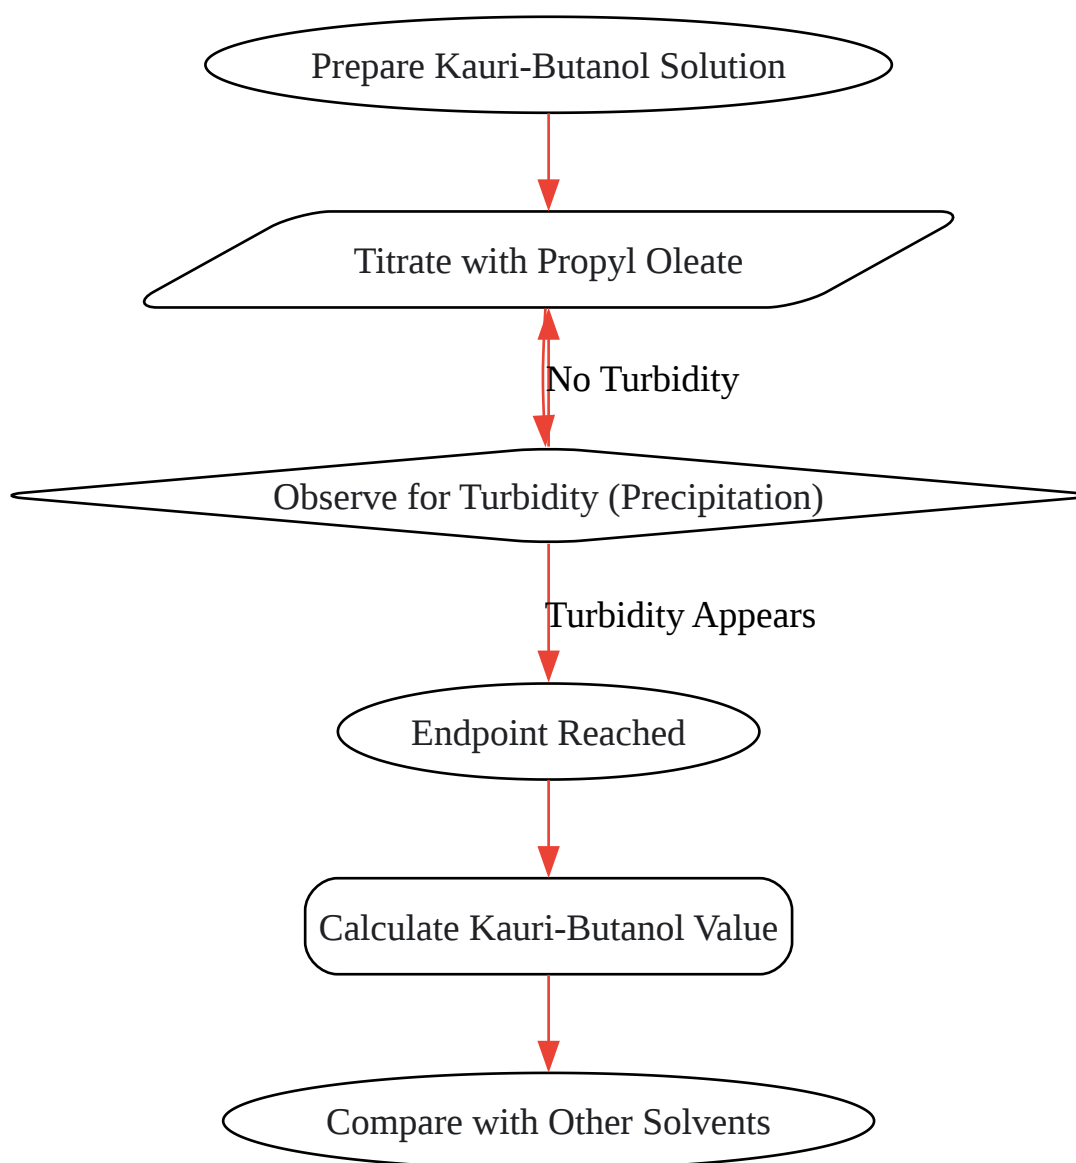 Prepare Kauri-Butanol Solution
Titrate with Propyl Oleate
No Turbidity
Observe for Turbidity (Precipitation)
Turbidity Appears
Endpoint Reached
Calculate Kauri-Butanol Value
Compare with Other Solvents